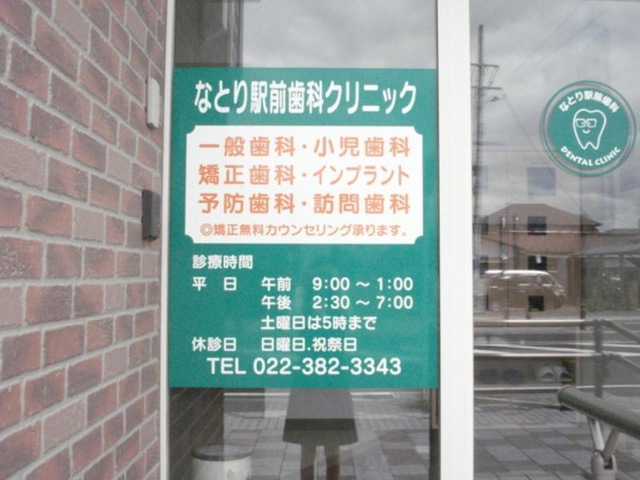 なとり駅前歯科クリニック
一般歯科・小児歯科
矯正歯科・インプラント
予防歯科・訪問歯科
◎矯正無料カウンセリング承ります。
診療時間
平 日 午前 9:00 ～ 1:00
午後 2:30 ～ 7:00
土曜日は5時まで
休診日 日曜日.祝祭日
TEL 022-382-3343
なとり駅前歯科
DENTAL CLINIC